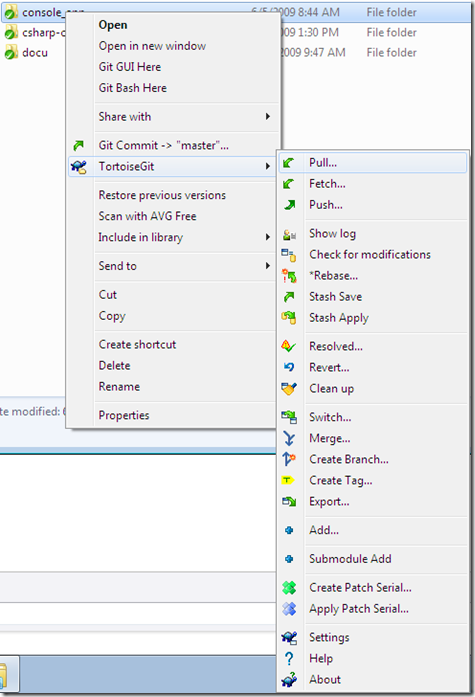 console_app 6/5/2009 8:44 AM File folder
csharp-c 2009 1:30 PM File folder
docu 2009 9:47 AM File folder
Open
Open in new window
Git GUI Here
Git Bash Here
Share with
Git Commit -> "master"...
TortoiseGit
Restore previous versions
Scan with AVG Free
Include in library
Send to
Cut
Copy
Create shortcut
Delete
Rename
Properties
te modified: 6
Pull...
Fetch...
Push...
Show log
Check for modifications
*Rebase...
Stash Save
Stash Apply
Resolved...
Revert...
Clean up
Switch...
Merge...
Create Branch...
Create Tag...
Export...
Add...
Submodule Add
Create Patch Serial...
Apply Patch Serial...
Settings
Help
About